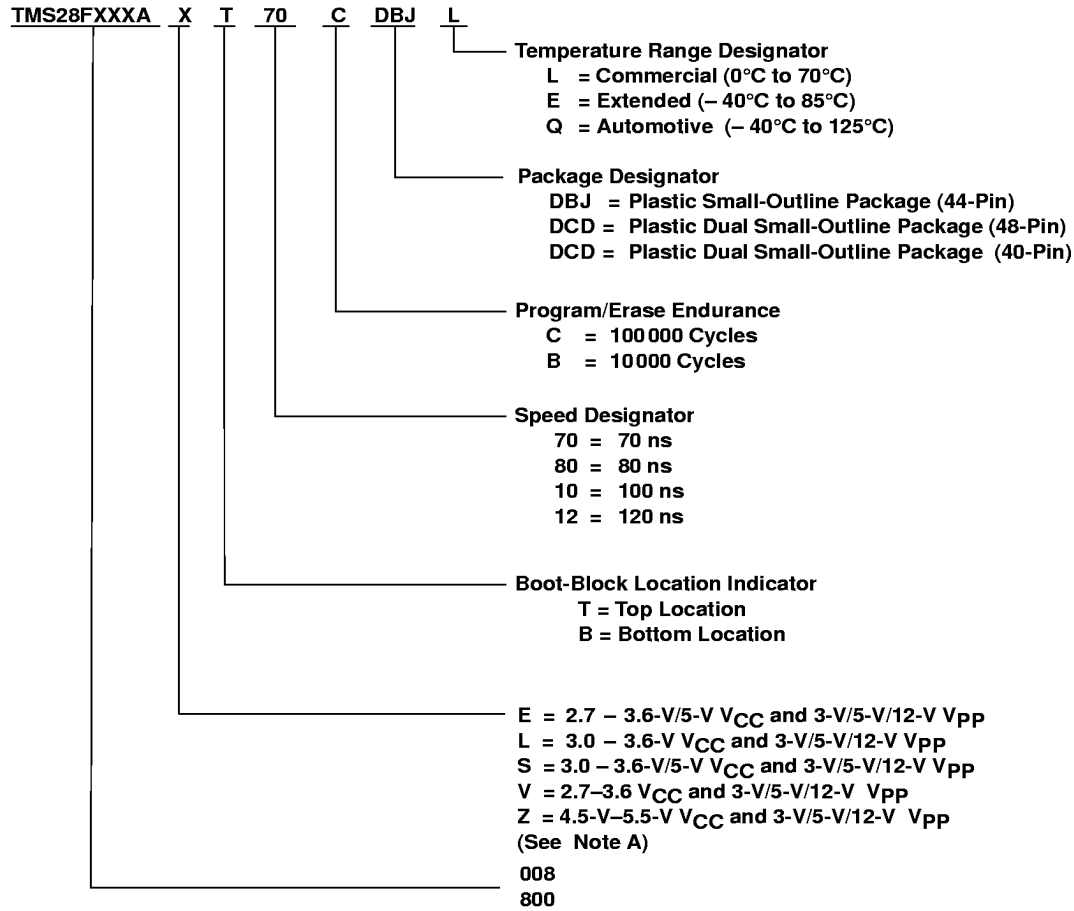 TMS28FXXXA X T 70 C DBJ L
Temperature Range Designator
L = Commercial (0°C to 70°C)
E = Extended (– 40°C to 85°C)
Q = Automotive (– 40°C to 125°C)
Package Designator
DBJ = Plastic Small-Outline Package (44-Pin)
DCD = Plastic Dual Small-Outline Package (48-Pin)
DCD = Plastic Dual Small-Outline Package (40-Pin)
Program/Erase Endurance
C = 100 000 Cycles
B = 10 000 Cycles
Speed Designator
70 = 70 ns
80 = 80 ns
10 = 100 ns
12 = 120 ns
Boot-Block Location Indicator
T = Top Location
B = Bottom Location
E = 2.7 – 3.6-V/5-V VCC and 3-V/5-V/12-V VPP
L = 3.0 – 3.6-V VCC and 3-V/5-V/12-V VPP
S = 3.0 – 3.6-V/5-V VCC and 3-V/5-V/12-V VPP
V = 2.7–3.6 VCC and 3-V/5-V/12-V VPP
Z = 4.5-V–5.5-V VCC and 3-V/5-V/12-V VPP
(See Note A)
008
800